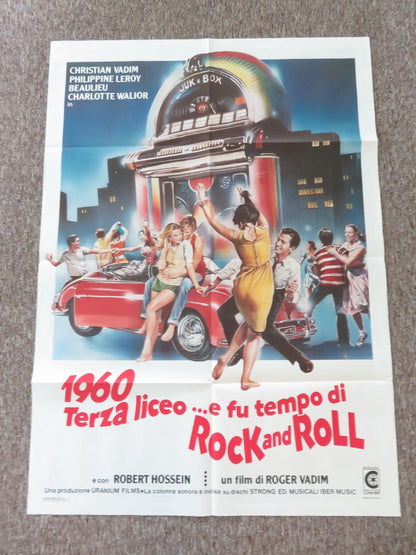 CHRISTIAN VADIM
PHILIPPINE LEROY
BEAULIEU
CHARLOTTE WALIOR
in
JUK BOX
1960
Terza liceo ...e fu tempo di
ROCK and ROLL
e con ROBERT HOSSEIN
un film di ROGER VADIM
Una produzione URANIUM FILMS • La colonna sonora è incisa su dischi STRONG ED. MUSICALI IBER MUSIC